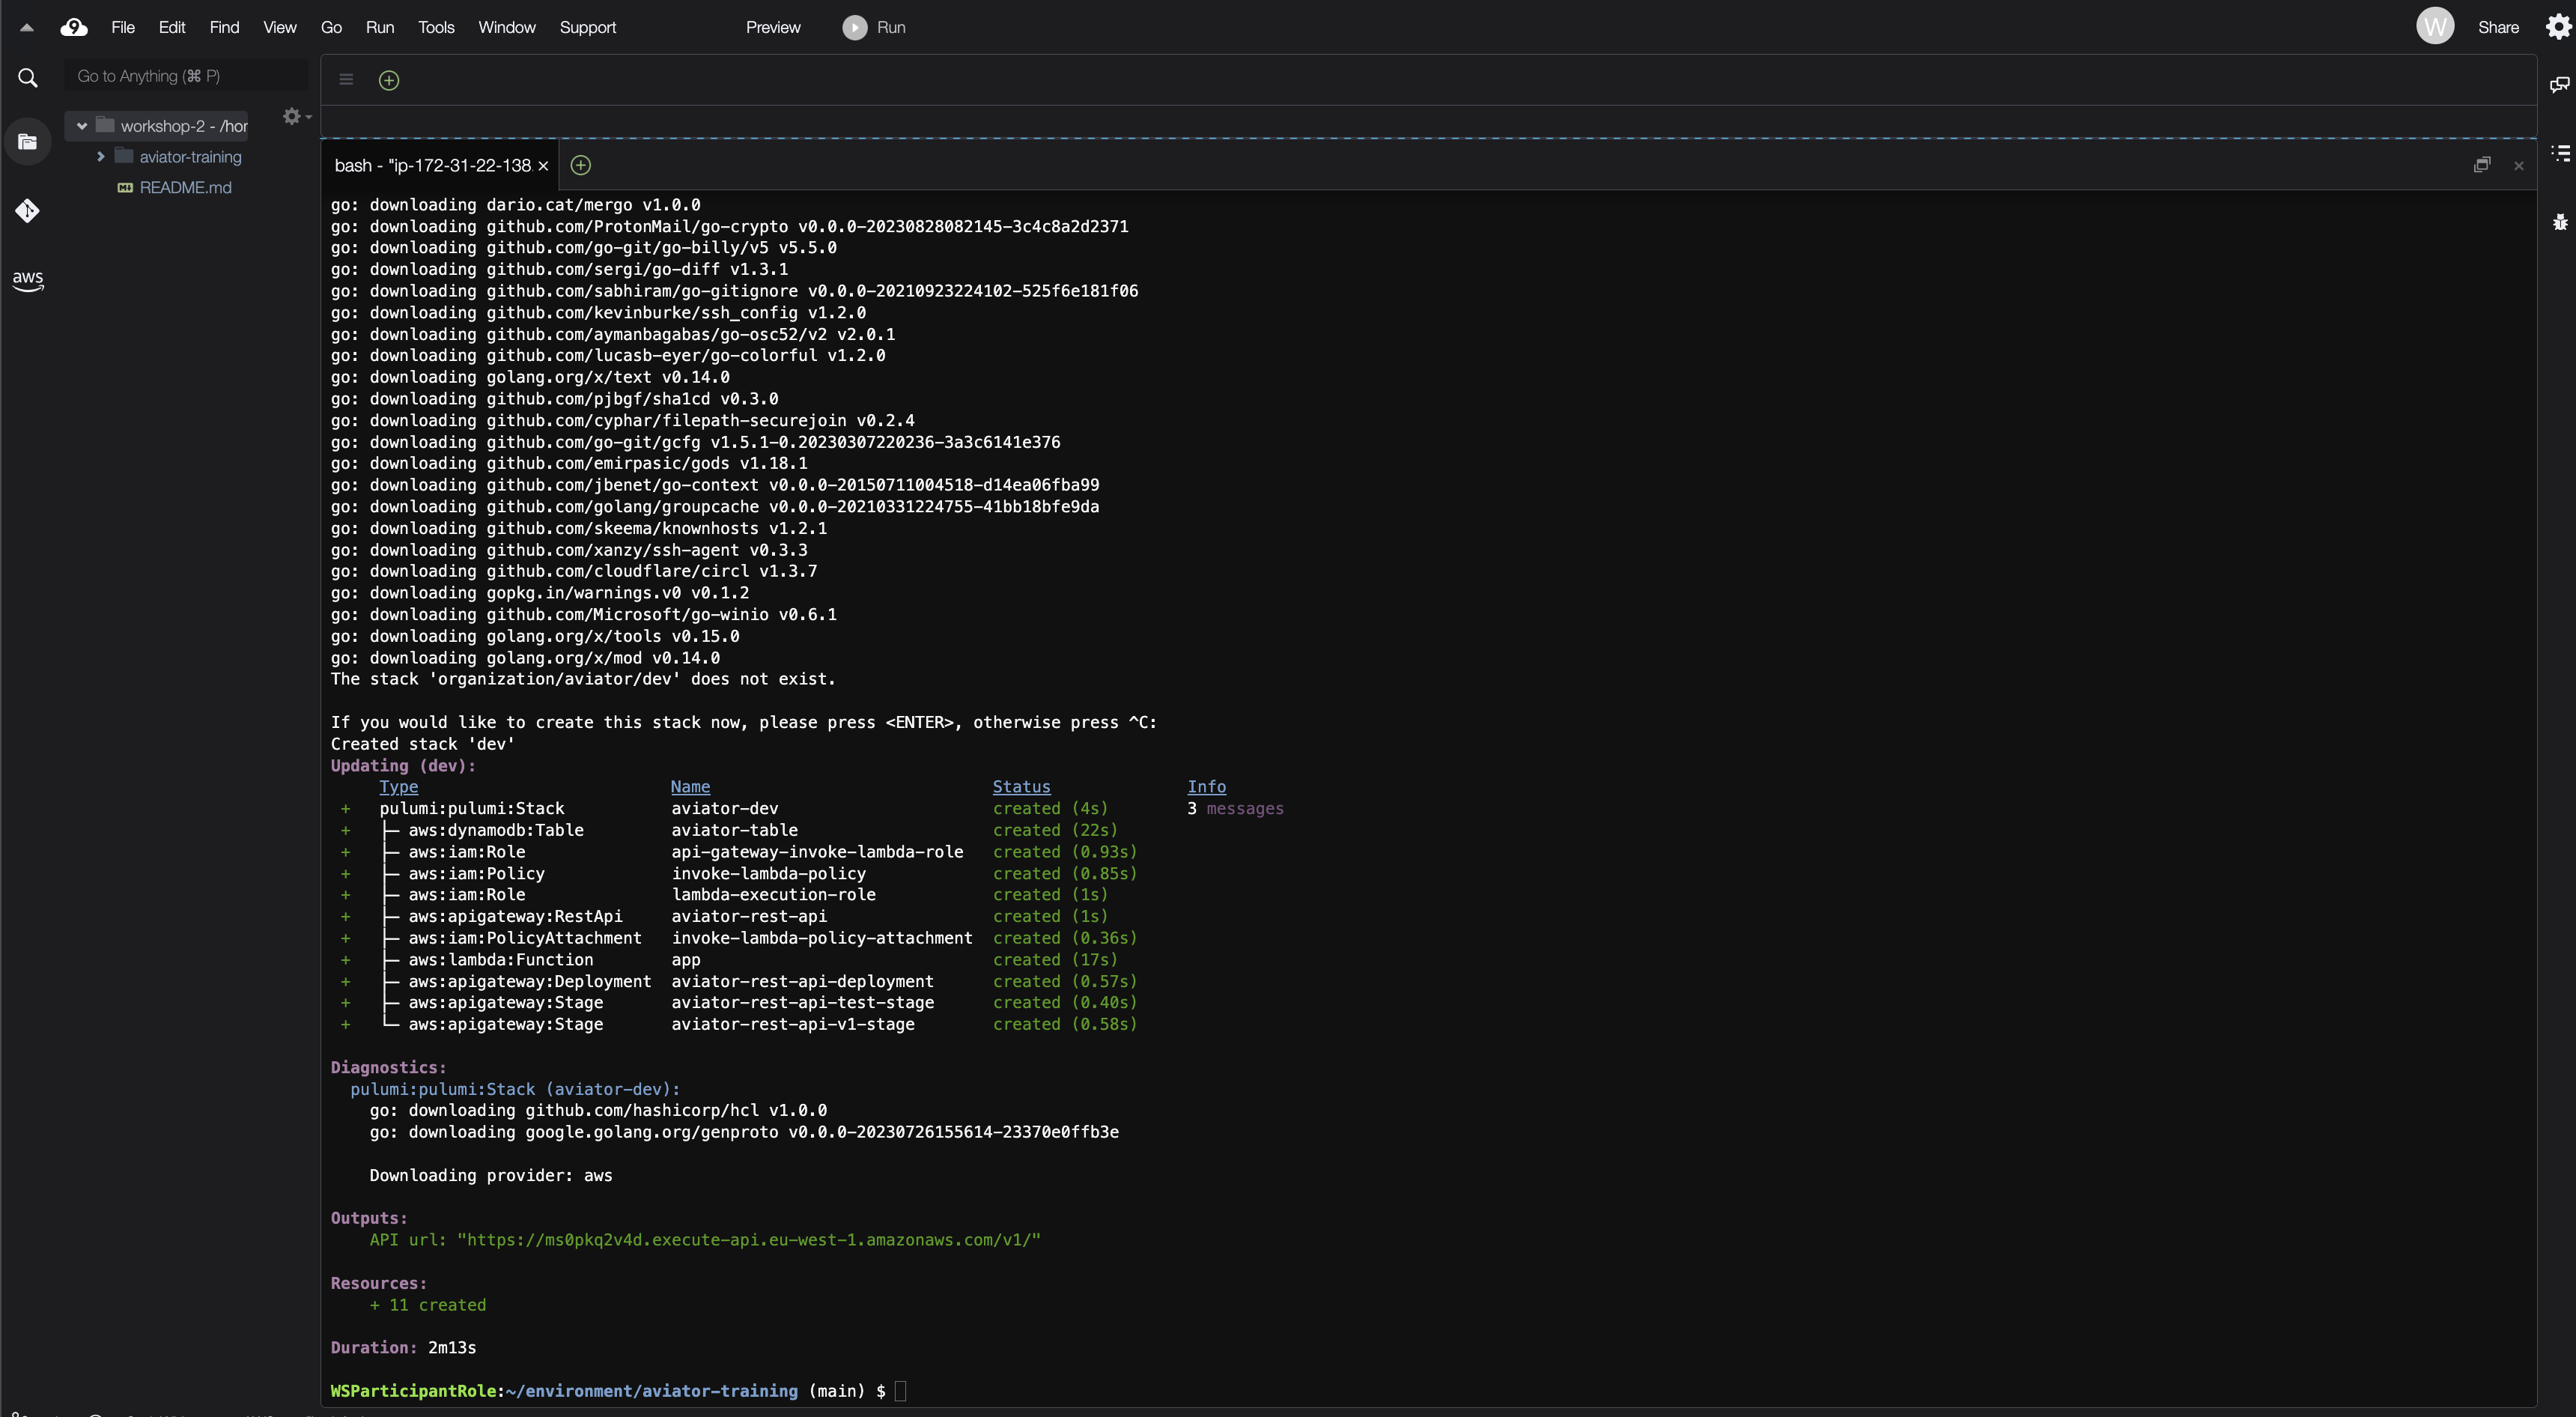 File Edit Find View Go Run Tools Window Support Preview Run W Share
Go to Anything (⌘ P)
workshop-2 - /hor
aviator-training
README.md
aws
bash - "ip-172-31-22-138.
go: downloading dario.cat/mergo v1.0.0
go: downloading github.com/ProtonMail/go-crypto v0.0.0-20230828082145-3c4c8a2d2371
go: downloading github.com/go-git/go-billy/v5 v5.5.0
go: downloading github.com/sergi/go-diff v1.3.1
go: downloading github.com/sabhiram/go-gitignore v0.0.0-20210923224102-525f6e181f06
go: downloading github.com/kevinburke/ssh_config v1.2.0
go: downloading github.com/aymanbagabas/go-osc52/v2 v2.0.1
go: downloading github.com/lucasb-eyer/go-colorful v1.2.0
go: downloading golang.org/x/text v0.14.0
go: downloading github.com/pjbgf/sha1cd v0.3.0
go: downloading github.com/cyphar/filepath-securejoin v0.2.4
go: downloading github.com/go-git/gcfg v1.5.1-0.20230307220236-3a3c6141e376
go: downloading github.com/emirpasic/gods v1.18.1
go: downloading github.com/jbenet/go-context v0.0.0-20150711004518-d14ea06fba99
go: downloading github.com/golang/groupcache v0.0.0-20210331224755-41bb18bfe9da
go: downloading github.com/skeema/knownhosts v1.2.1
go: downloading github.com/xanzy/ssh-agent v0.3.3
go: downloading github.com/cloudflare/circl v1.3.7
go: downloading gopkg.in/warnings.v0 v0.1.2
go: downloading github.com/Microsoft/go-winio v0.6.1
go: downloading golang.org/x/tools v0.15.0
go: downloading golang.org/x/mod v0.14.0
The stack 'organization/aviator/dev' does not exist.
If you would like to create this stack now, please press <ENTER>, otherwise press ^C:
Created stack 'dev'
Updating (dev):
Type Name Status Info
+ pulumi:pulumi:Stack aviator-dev created (4s) 3 messages
+ ├─ aws:dynamodb:Table aviator-table created (22s)
+ ├─ aws:iam:Role api-gateway-invoke-lambda-role created (0.93s)
+ ├─ aws:iam:Policy invoke-lambda-policy created (0.85s)
+ ├─ aws:iam:Role lambda-execution-role created (1s)
+ ├─ aws:apigateway:RestApi aviator-rest-api created (1s)
+ ├─ aws:iam:PolicyAttachment invoke-lambda-policy-attachment created (0.36s)
+ ├─ aws:lambda:Function app created (17s)
+ ├─ aws:apigateway:Deployment aviator-rest-api-deployment created (0.57s)
+ ├─ aws:apigateway:Stage aviator-rest-api-test-stage created (0.40s)
+ └─ aws:apigateway:Stage aviator-rest-api-v1-stage created (0.58s)
Diagnostics:
pulumi:pulumi:Stack (aviator-dev):
go: downloading github.com/hashicorp/hcl v1.0.0
go: downloading google.golang.org/genproto v0.0.0-20230726155614-23370e0ffb3e
Downloading provider: aws
Outputs:
API url: "https://ms0pkq2v4d.execute-api.eu-west-1.amazonaws.com/v1/"
Resources:
+ 11 created
Duration: 2m13s
WSParticipantRole:~/environment/aviator-training (main) $